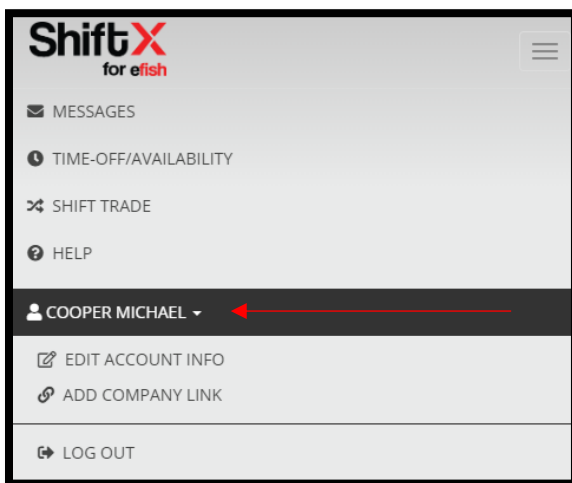 ShiftX
for efish
MESSAGES
TIME-OFF/AVAILABILITY
SHIFT TRADE
HELP
COOPER MICHAEL
EDIT ACCOUNT INFO
ADD COMPANY LINK
LOG OUT